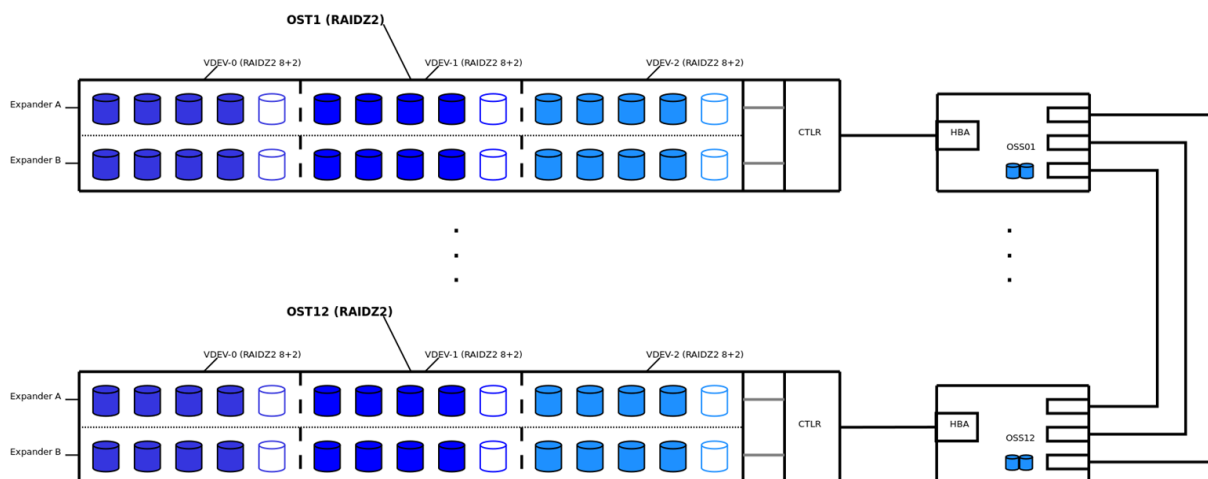 OST1 (RAIDZ2)
VDEV-0 (RAIDZ2 8+2) VDEV-1 (RAIDZ2 8+2) VDEV-2 (RAIDZ2 8+2)
Expander A
CTLR
HBA
OSS01
Expander B
OST12 (RAIDZ2)
VDEV-0 (RAIDZ2 8+2) VDEV-1 (RAIDZ2 8+2) VDEV-2 (RAIDZ2 8+2)
Expander A
CTLR
HBA
OSS12
Expander B